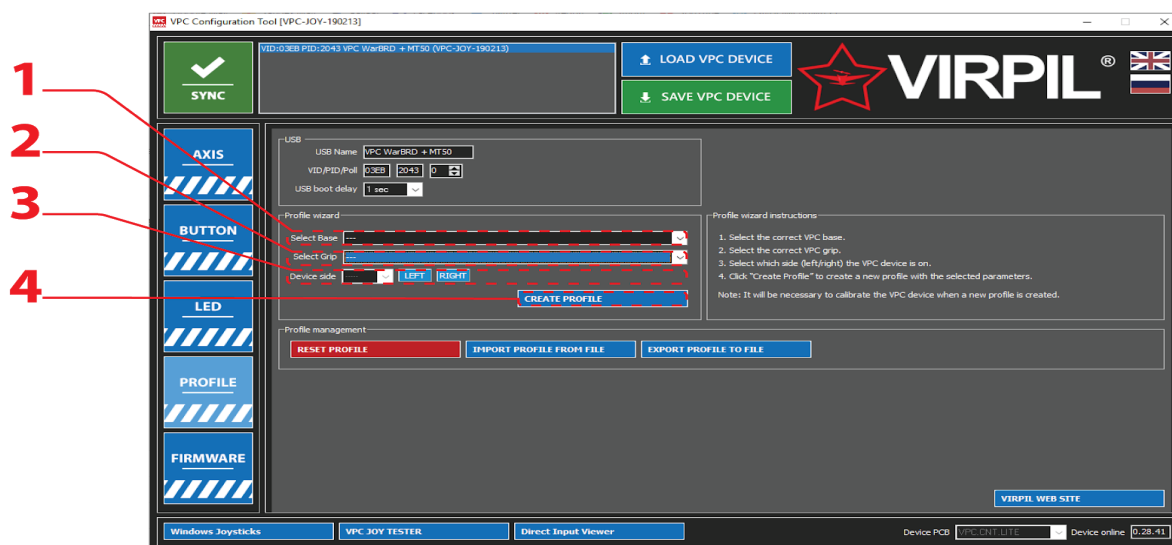 VPC Configuration Tool [VPC-JOY-190213]
SYNC
VID:03EB PID:2043 VPC WarBRD + MT50 (VPC-JOY-190213)
LOAD VPC DEVICE
SAVE VPC DEVICE
VIRPIL ®
1
2
3
4
AXIS
BUTTON
LED
PROFILE
FIRMWARE
USB
USB Name VPC WarBRD + MT50
VID/PID/Poll 03EB 2043 0
USB boot delay 1 sec
Profile wizard
Select Base ---
Select Grip ---
Device side --- LEFT RIGHT
CREATE PROFILE
Profile wizard instructions
1. Select the correct VPC base.
2. Select the correct VPC grip.
3. Select which side (left/right) the VPC device is on.
4. Click "Create Profile" to create a new profile with the selected parameters.
Note: It will be necessary to calibrate the VPC device when a new profile is created.
Profile management
RESET PROFILE IMPORT PROFILE FROM FILE EXPORT PROFILE TO FILE
VIRPIL WEB SITE
Windows Joysticks VPC JOY TESTER Direct Input Viewer Device PCB VPC.CNT.LITE Device online 0.28.41